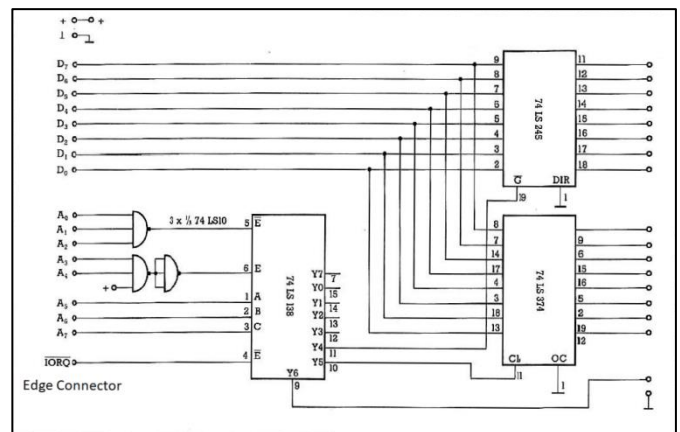 + +
⊥
D₇ 9 11
D₆ 8 12
D₅ 7 13
D₄ 6 14
D₃ 5 15
D₂ 4 16
D₁ 3 17
D₀ 2 18
74 LS 245
G̅ DIR
19 1
A₀
A₁
A₂
3 x ⅓ 74 LS10
5 E̅
A₃
A₄
+
6 E
A₅ 1 A
A₆ 2 B
A₇ 3 C
IORQ̅ 4 E̅
74 LS 138
Y7 7
Y0 15
Y1 14
Y2 13
Y3 12
Y4 11
Y5 10
Y6
9
8 9
7 6
14 15
17 16
4 5
3 2
18 19
13 12
74 LS 374
Ck OC
11 1
Edge Connector